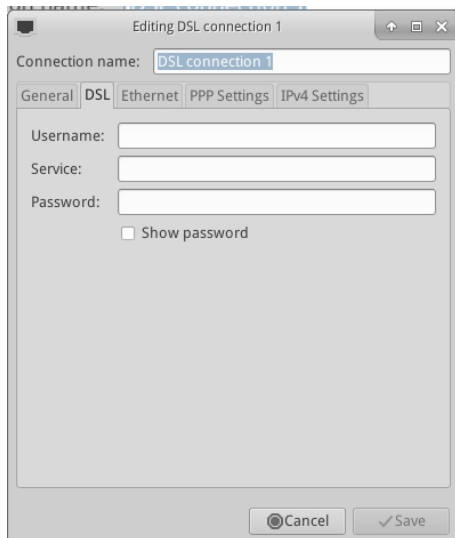 Editing DSL connection 1
Connection name: DSL connection 1
General DSL Ethernet PPP Settings IPv4 Settings
Username:
Service:
Password:
Show password
Cancel Save